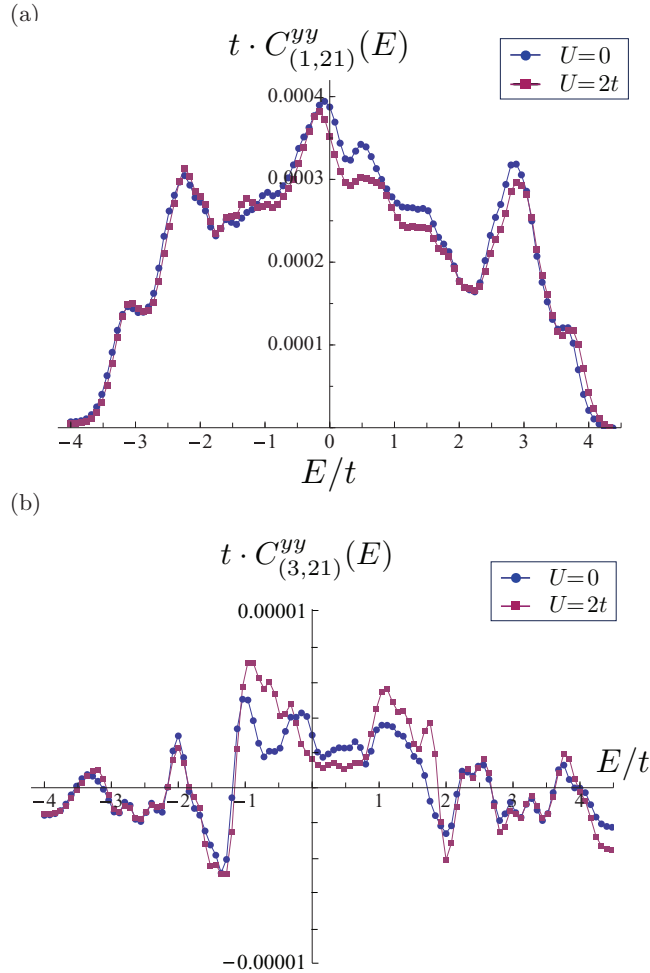 (a)
t · C^{yy}_{(1,21)}(E)
U=0
U=2t
0.0004
0.0003
0.0002
0.0001
−4 −3 −2 −1 0 1 2 3 4
E/t
(b)
t · C^{yy}_{(3,21)}(E)
U=0
U=2t
0.00001
E/t
−4 −3 −2 −1 1 2 3 4
−0.00001